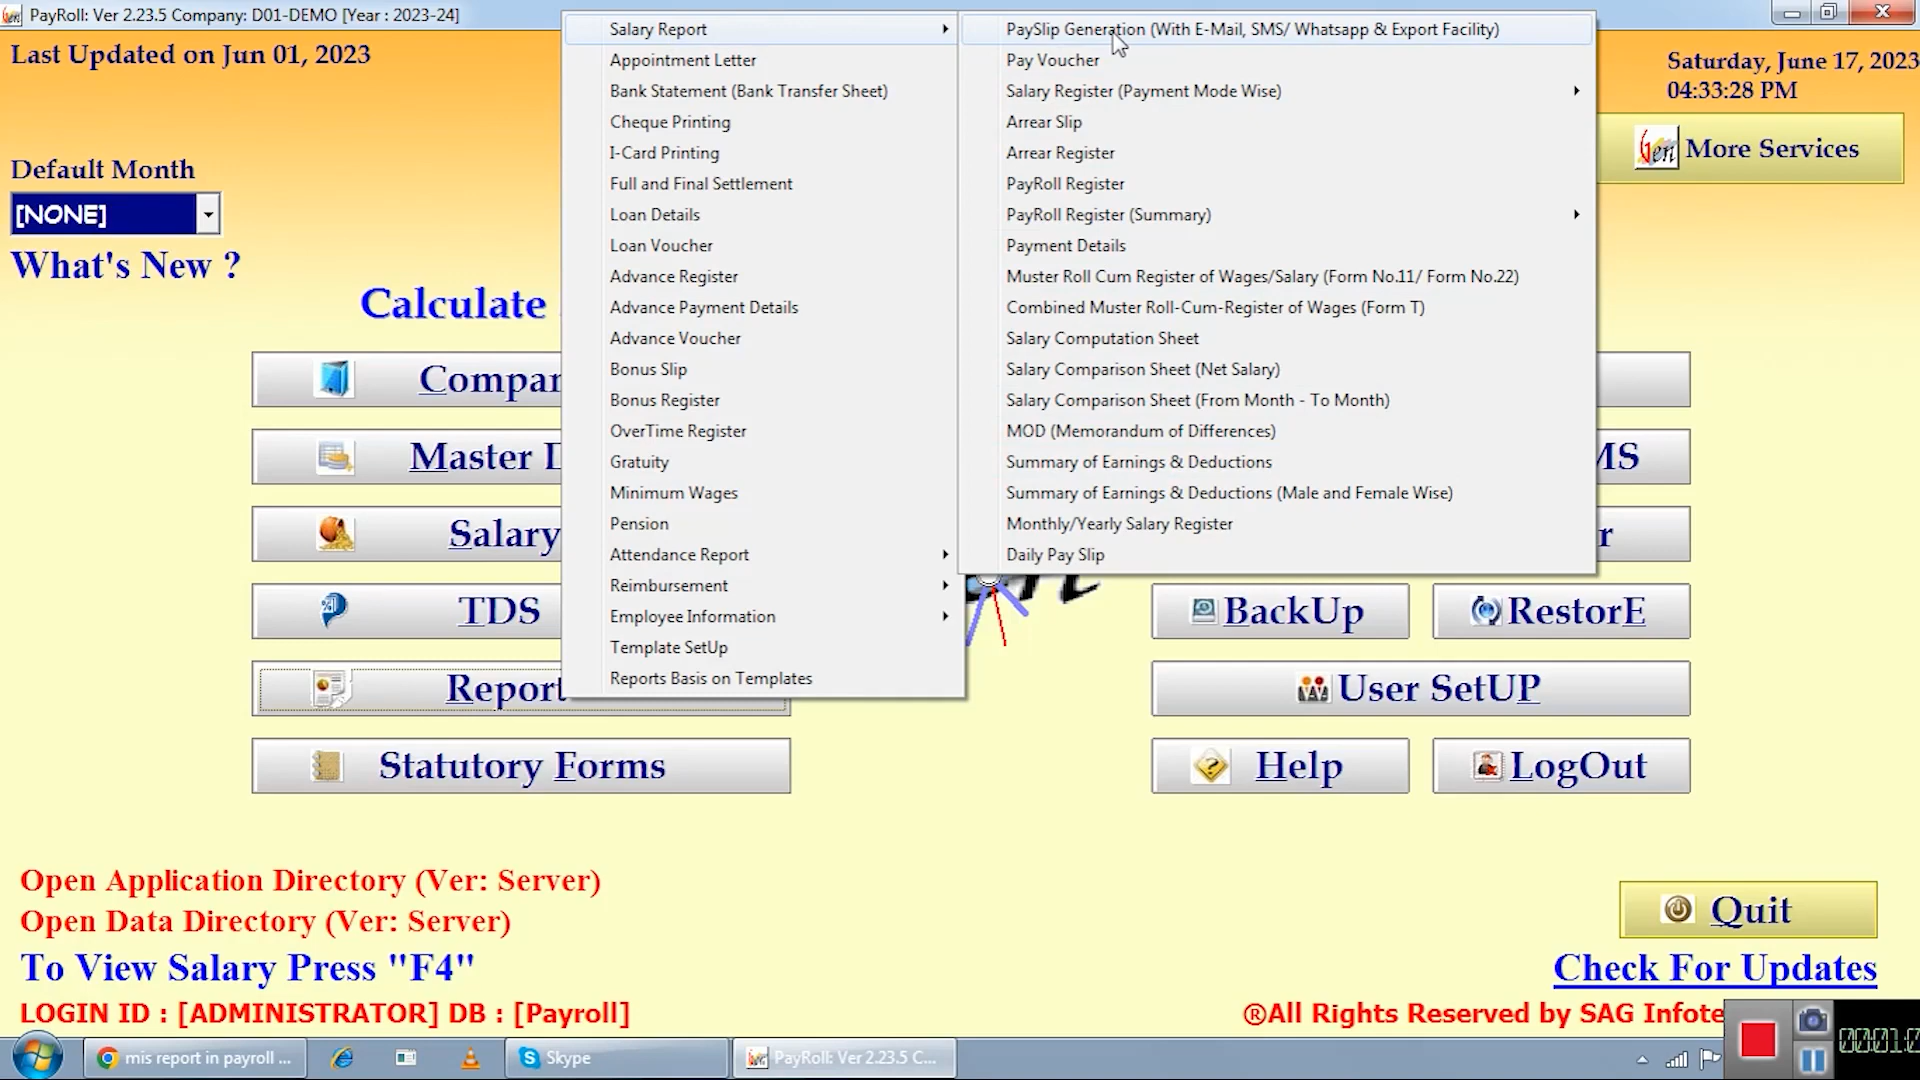 PayRoll: Ver 2.23.5 Company: D01-DEMO [Year : 2023-24]
Last Updated on Jun 01, 2023
Saturday, June 17, 2023
04:33:28 PM
Gen More Services
Default Month
[NONE]
What's New ?
Calculate
Salary Report
Appointment Letter
Bank Statement (Bank Transfer Sheet)
Cheque Printing
I-Card Printing
Full and Final Settlement
Loan Details
Loan Voucher
Advance Register
Advance Payment Details
Advance Voucher
Bonus Slip
Bonus Register
OverTime Register
Gratuity
Minimum Wages
Pension
Attendance Report
Reimbursement
Employee Information
Template SetUp
Reports Basis on Templates
PaySlip Generation (With E-Mail, SMS/ Whatsapp & Export Facility)
Pay Voucher
Salary Register (Payment Mode Wise)
Arrear Slip
Arrear Register
PayRoll Register
PayRoll Register (Summary)
Payment Details
Muster Roll Cum Register of Wages/Salary (Form No.11/ Form No.22)
Combined Muster Roll-Cum-Register of Wages (Form T)
Salary Computation Sheet
Salary Comparison Sheet (Net Salary)
Salary Comparison Sheet (From Month - To Month)
MOD (Memorandum of Differences)
Summary of Earnings & Deductions
Summary of Earnings & Deductions (Male and Female Wise)
Monthly/Yearly Salary Register
Daily Pay Slip
Compan
Master D
Salary
TDS
Report
Statutory Forms
MS
r
BackUp
RestorE
User SetUP
Help
LogOut
Open Application Directory (Ver: Server)
Open Data Directory (Ver: Server)
To View Salary Press "F4"
LOGIN ID : [ADMINISTRATOR] DB : [Payroll]
Quit
Check For Updates
®All Rights Reserved by SAG Infote
mis report in payroll ...
Skype
PayRoll: Ver 2.23.5 C...
00:01:0